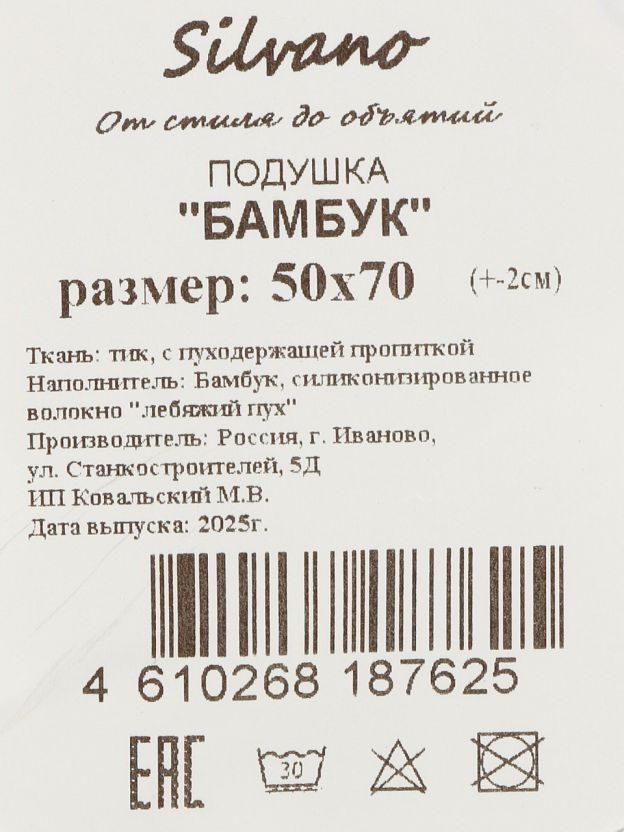 Silvano
От стиля до объятий
ПОДУШКА
"БАМБУК"
размер: 50х70 (+-2см)
Ткань: тик, с пуходержащей пропиткой
Наполнитель: Бамбук, силиконизированное
волокно "лебяжий пух"
Производитель: Россия, г. Иваново,
ул. Станкостроителей, 5Д
ИП Ковальский М.В.
Дата выпуска: 2025г.
4 610268 187625
EAC 30